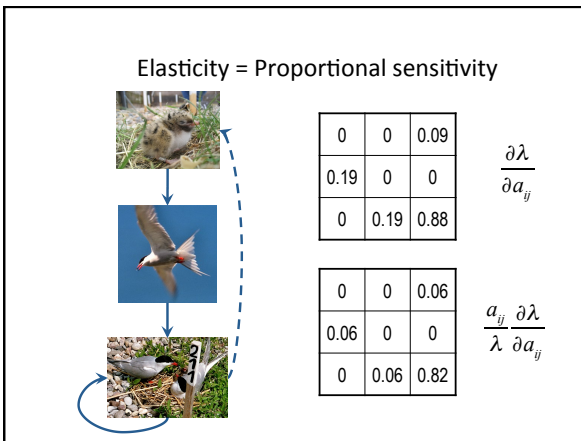 Elasticity = Proportional sensitivity
0 0 0.09
0.19 0 0
0 0.19 0.88
∂λ
∂a_ij
0 0 0.06
0.06 0 0
0 0.06 0.82
a_ij ∂λ
λ ∂a_ij
211